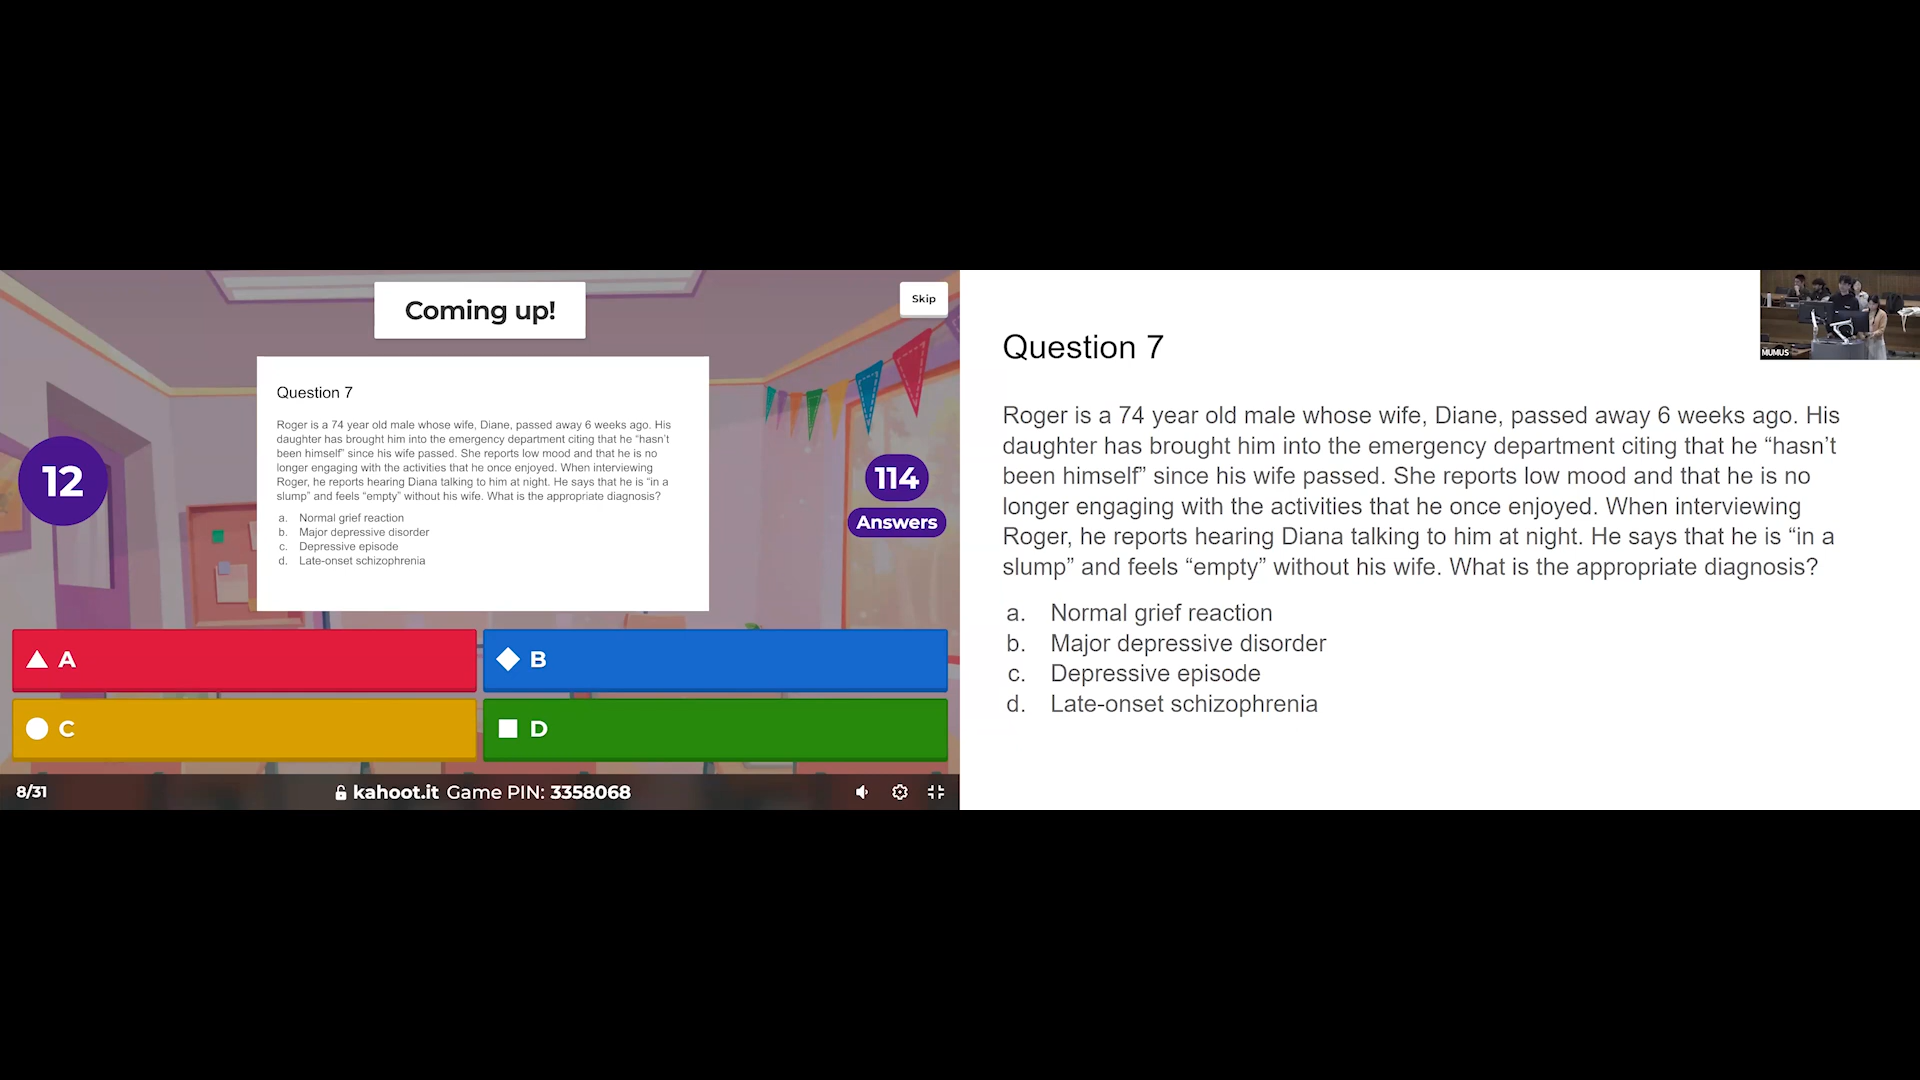 Coming up!
Skip
Question 7
Roger is a 74 year old male whose wife, Diane, passed away 6 weeks ago. His
daughter has brought him into the emergency department citing that he “hasn’t
been himself” since his wife passed. She reports low mood and that he is no
longer engaging with the activities that he once enjoyed. When interviewing
Roger, he reports hearing Diana talking to him at night. He says that he is “in a
slump” and feels “empty” without his wife. What is the appropriate diagnosis?
a. Normal grief reaction
b. Major depressive disorder
c. Depressive episode
d. Late-onset schizophrenia
12
114
Answers
A
B
C
D
8/31
kahoot.it Game PIN: 3358068
Question 7
Roger is a 74 year old male whose wife, Diane, passed away 6 weeks ago. His
daughter has brought him into the emergency department citing that he “hasn’t
been himself” since his wife passed. She reports low mood and that he is no
longer engaging with the activities that he once enjoyed. When interviewing
Roger, he reports hearing Diana talking to him at night. He says that he is “in a
slump” and feels “empty” without his wife. What is the appropriate diagnosis?
a. Normal grief reaction
b. Major depressive disorder
c. Depressive episode
d. Late-onset schizophrenia
MUMUS